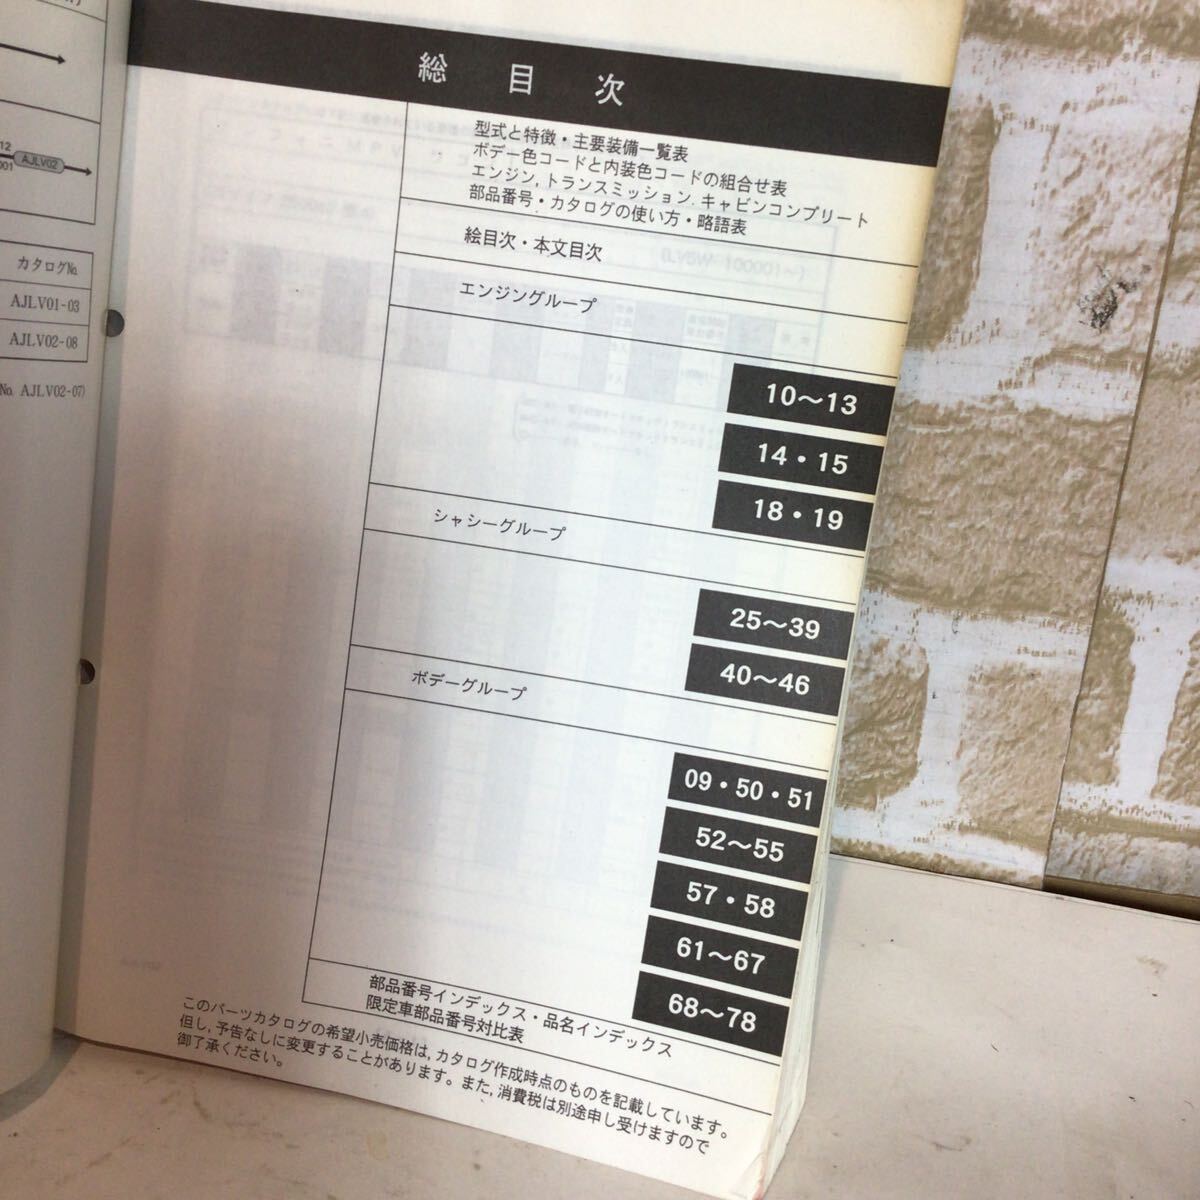 12
001
AJLV02
カタログ№
AJLV01-03
AJLV02-08
No. AJLV02-07)
総目次
型式と特徴・主要装備一覧表
ボデー色コードと内装色コードの組合せ表
エンジン,トランスミッション,キャビンコンプリート
部品番号・カタログの使い方・略語表
絵目次・本文目次
エンジングループ
10〜13
14・15
18・19
シャシーグループ
25〜39
40〜46
ボデーグループ
09・50・51
52〜55
57・58
61〜67
68〜78
部品番号インデックス・品名インデックス
限定車部品番号対比表
このパーツカタログの希望小売価格は,カタログ作成時点のものを記載しています。
但し,予告なしに変更することがあります。また,消費税は別途申し受けますので
御了承ください。